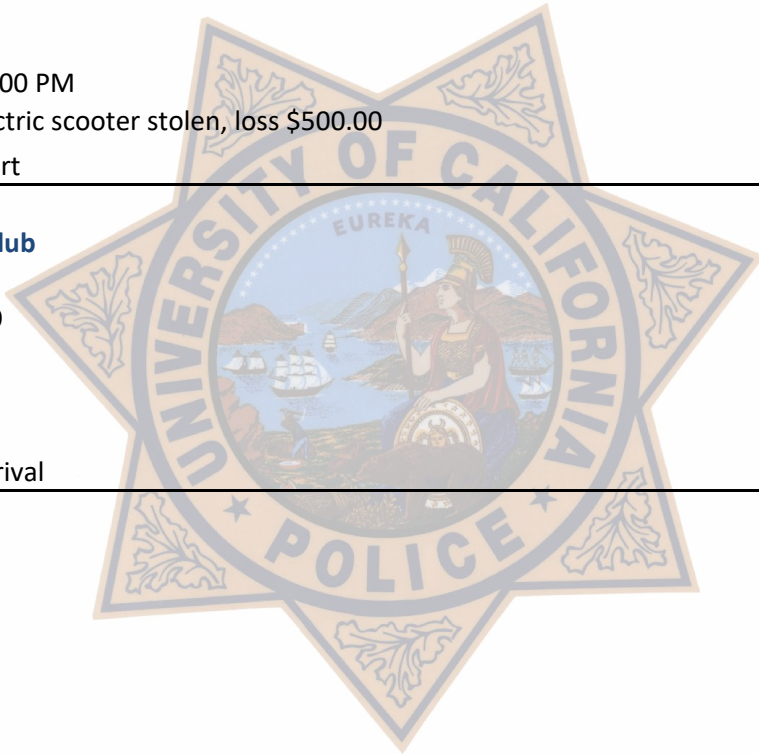 00 PM
ctric scooter stolen, loss $500.00
rt
lub
)
rival
UNIVERSITY OF CALIFORNIA
EUREKA
POLICE